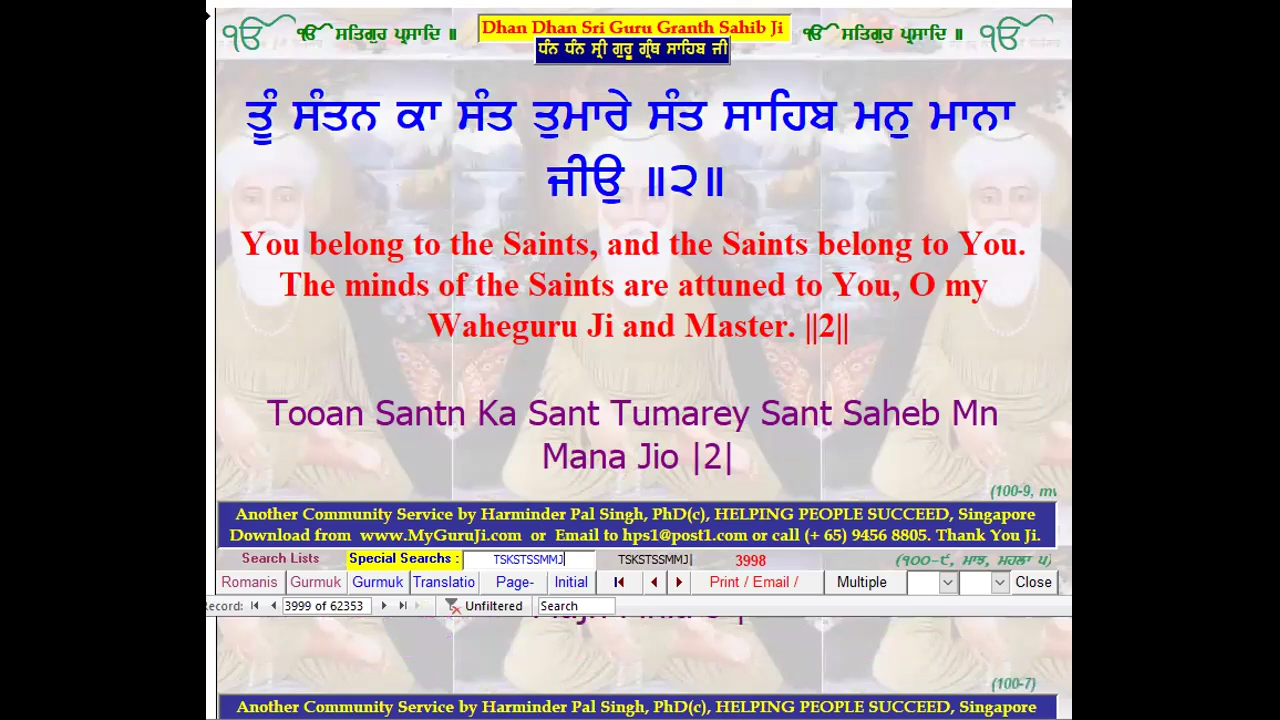 ੴ ੴ ਸਤਿਗੁਰ ਪ੍ਰਸਾਦਿ ॥ Dhan Dhan Sri Guru Granth Sahib Ji ੴ ਸਤਿਗੁਰ ਪ੍ਰਸਾਦਿ ॥ ੴ
ਧੰਨ ਧੰਨ ਸ੍ਰੀ ਗੁਰੂ ਗ੍ਰੰਥ ਸਾਹਿਬ ਜੀ
ਤੂੰ ਸੰਤਨ ਕਾ ਸੰਤ ਤੁਮਾਰੇ ਸੰਤ ਸਾਹਿਬ ਮਨੁ ਮਾਨਾ
ਜੀਉ ॥੨॥
You belong to the Saints, and the Saints belong to You.
The minds of the Saints are attuned to You, O my
Waheguru Ji and Master. ||2||
Tooan Santn Ka Sant Tumarey Sant Saheb Mn
Mana Jio |2|
(100-9, mv
Another Community Service by Harminder Pal Singh, PhD(c), HELPING PEOPLE SUCCEED, Singapore
Download from www.MyGuruJi.com or Email to hps1@post1.com or call (+ 65) 9456 8805. Thank You Ji.
Search Lists Special Searchs : TSKSTSSMMJ TSKSTSSMMJ| 3998 (੧੦੦-੯, ਮਾਝ, ਮਹਲਾ ੫)
Romanis Gurmuk Gurmuk Translatio Page- Initial Print / Email / Multiple Close
Record: 3999 of 62353 Unfiltered Search
(100-7)
Another Community Service by Harminder Pal Singh, PhD(c), HELPING PEOPLE SUCCEED, Singapore